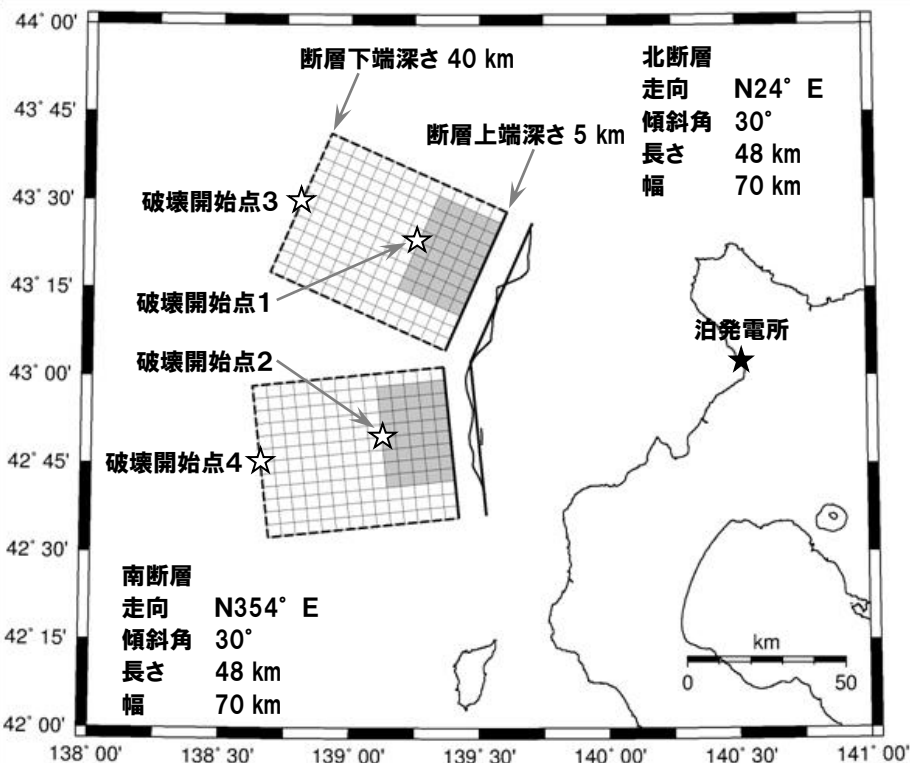 44° 00'
断層下端深さ 40 km
北断層
走向 N24° E
傾斜角 30°
長さ 48 km
幅 70 km
43° 45'
断層上端深さ 5 km
43° 30'
破壊開始点3
43° 15'
破壊開始点1
泊発電所
破壊開始点2
43° 00'
42° 45'
破壊開始点4
42° 30'
南断層
走向 N354° E
傾斜角 30°
長さ 48 km
幅 70 km
42° 15'
km
0 50
42° 00'
138° 00' 138° 30' 139° 00' 139° 30' 140° 00' 140° 30' 141° 00'